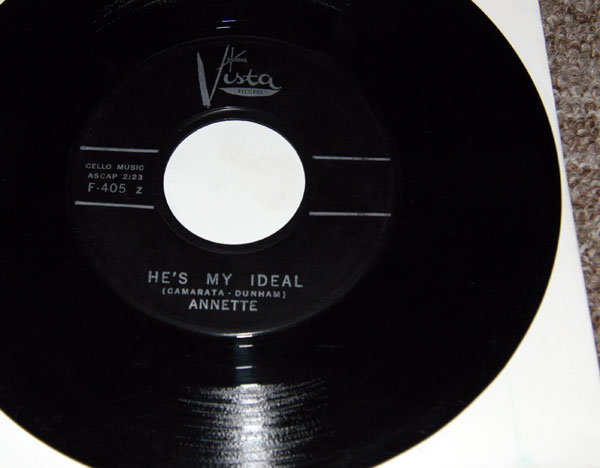 Vista
RECORDS
CELLO MUSIC
ASCAP 2:23
F-405 z
HE'S MY IDEAL
(CAMARATA - DUNHAM)
ANNETTE